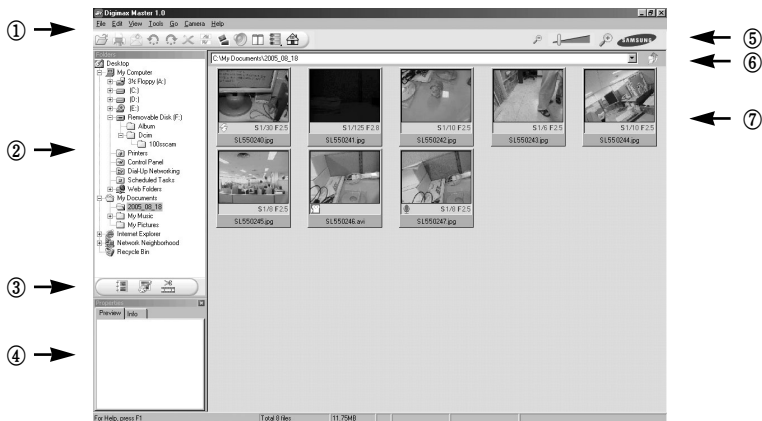 Digimax Master 1.0
File Edit View Tools Go Camera Help
①
②
③
④
⑤
⑥
⑦
SAMSUNG
Folders
Desktop
My Computer
3½ Floppy (A:)
(C:)
(D:)
(E:)
Removable Disk (F:)
Album
Dcim
100sscam
Printers
Control Panel
Dial-Up Networking
Scheduled Tasks
Web Folders
My Documents
2005_08_18
My Music
My Pictures
Internet Explorer
Network Neighborhood
Recycle Bin
C:\My Documents\2005_08_18
S1/30 F2.5
SL550240.jpg
S1/125 F2.8
SL550241.jpg
S1/10 F2.5
SL550242.jpg
S1/6 F2.5
SL550243.jpg
S1/10 F2.5
SL550244.jpg
S1/8 F2.5
SL550245.jpg
SL550246.avi
S1/8 F2.5
SL550247.jpg
Properties
Preview Info
For Help, press F1
Total 8 files
11.75MB